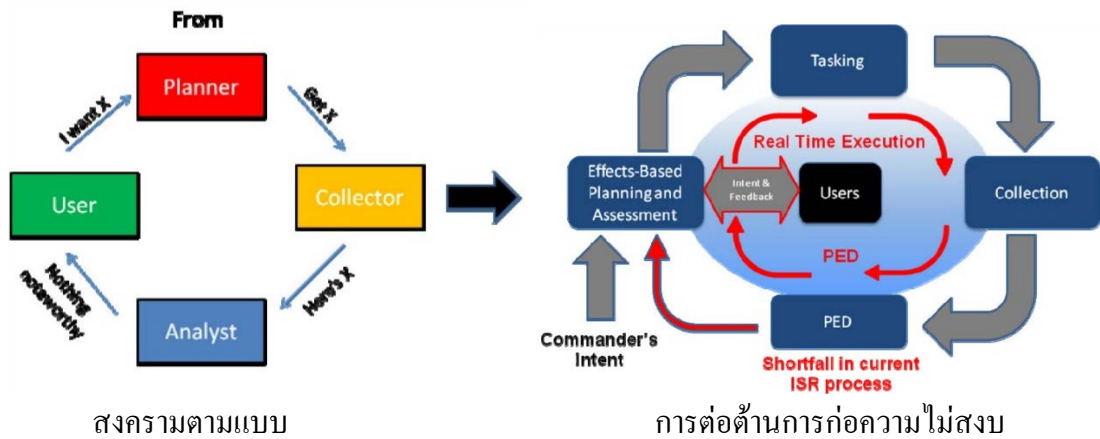 From
Planner
I want X
Get X
User
Collector
Nothing
noteworthy
Here's X
Analyst
สงครามตามแบบ
Tasking
Real Time Execution
Effects-Based
Planning and
Assessment
Intent &
Feedback
Users
Collection
PED
PED
Commander's
Intent
Shortfall in current
ISR process
การต่อต้านการก่อความไม่สงบ